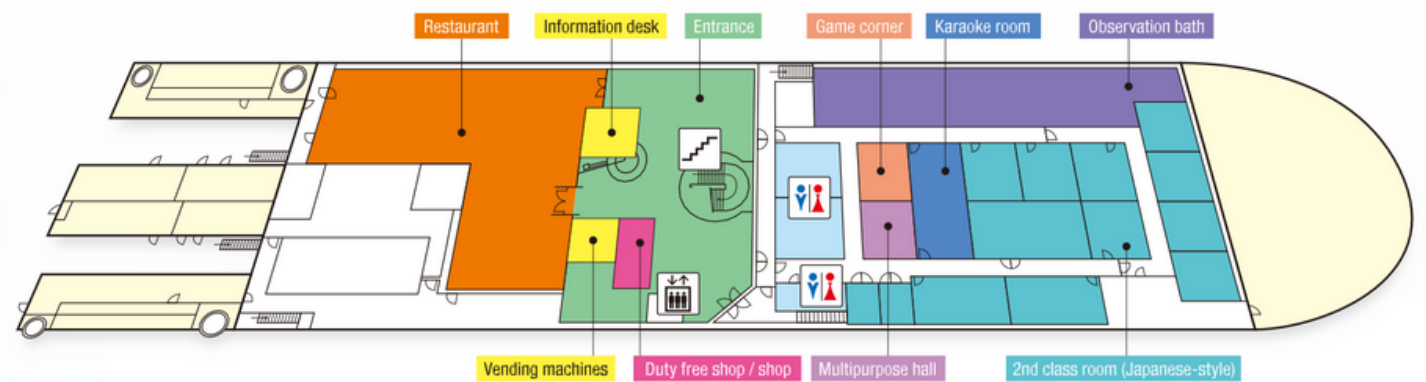 Restaurant
Information desk
Entrance
Game corner
Karaoke room
Observation bath
Vending machines
Duty free shop / shop
Multipurpose hall
2nd class room (Japanese-style)